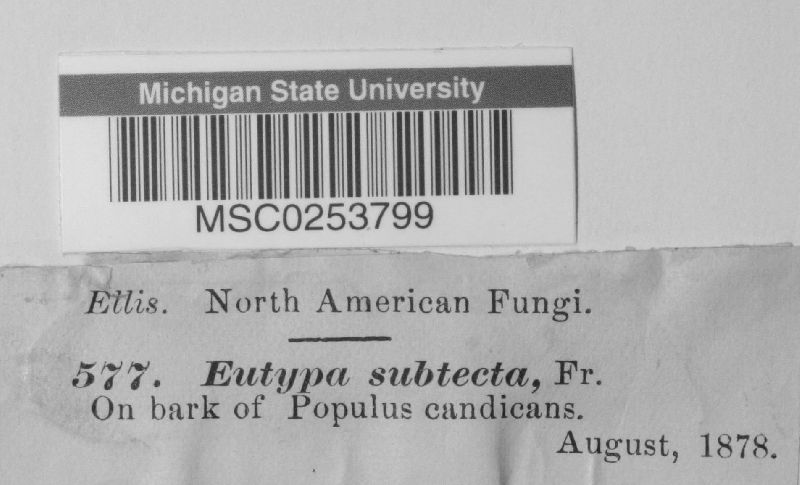 Michigan State University
MSC0253799
Ellis. North American Fungi.
577. Eutypa subtecta, Fr.
On bark of Populus candicans.
August, 1878.